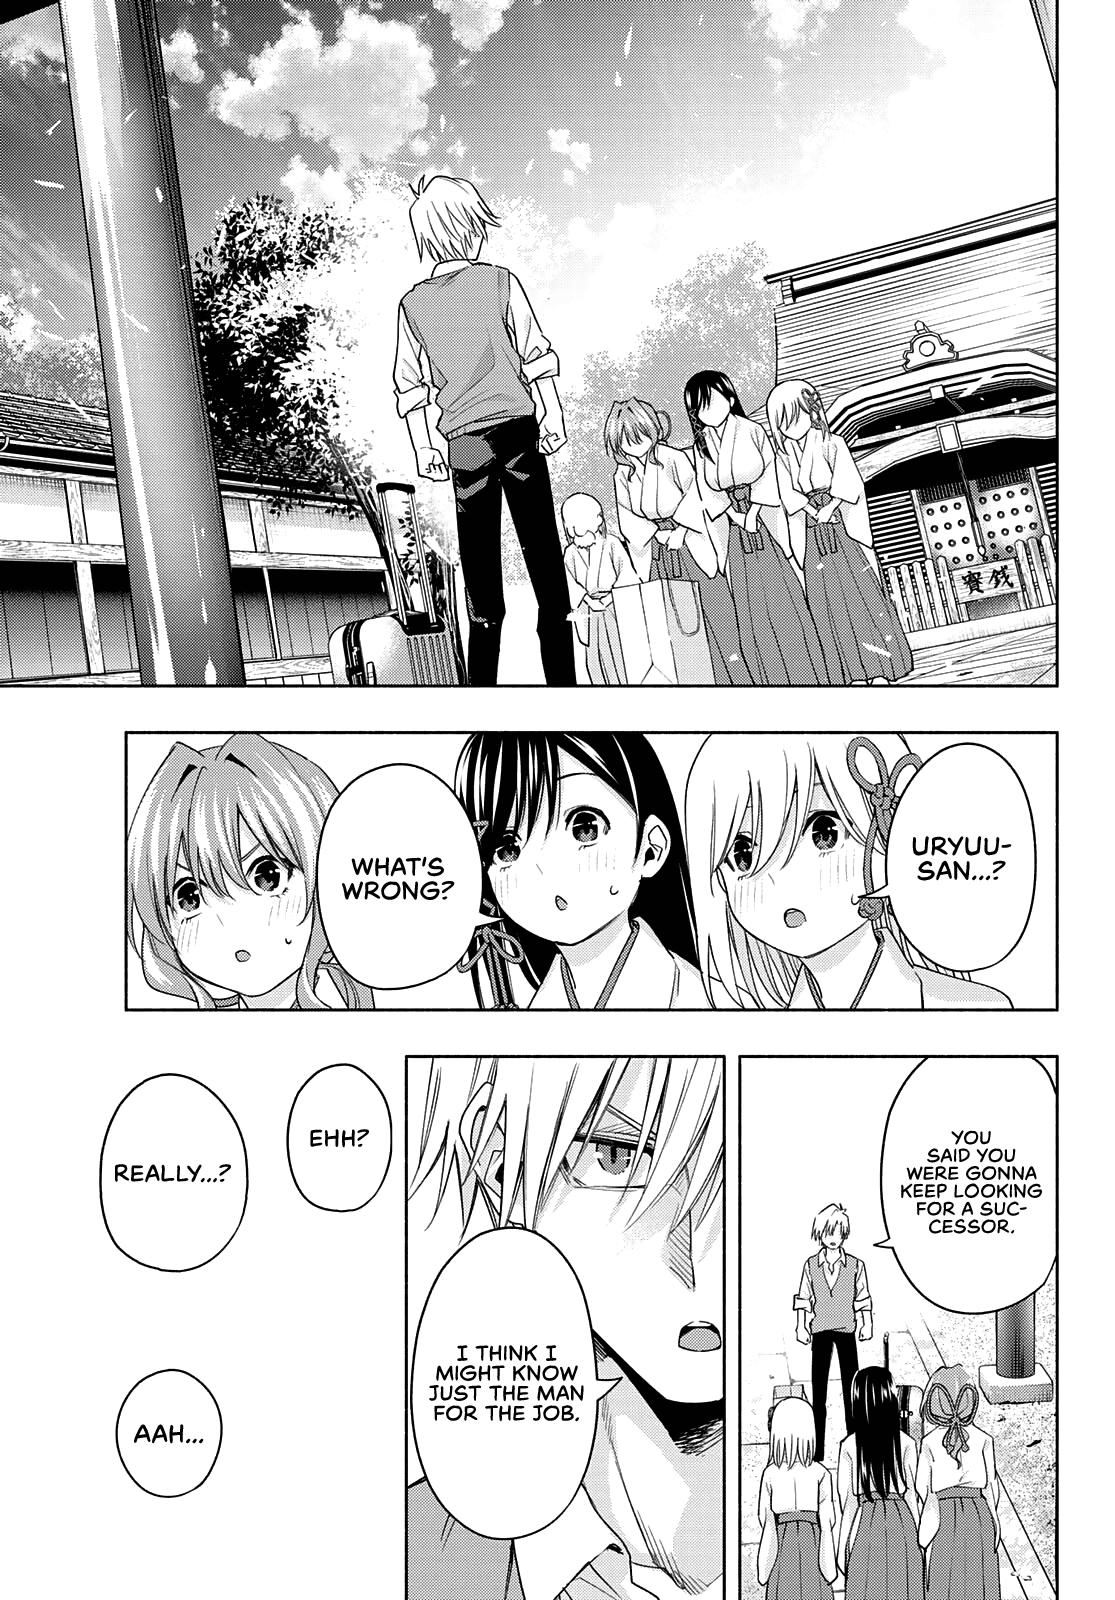 賽銭
URYUU-
SAN...?
WHAT'S
WRONG?
YOU
SAID YOU
WERE GONNA
KEEP LOOKING
FOR A SUC-
CESSOR.
I THINK I
MIGHT KNOW
JUST THE MAN
FOR THE JOB.
EHH?
REALLY...?
AAH...